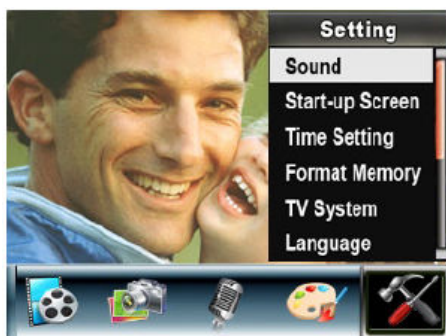 Setting
Sound
Start-up Screen
Time Setting
Format Memory
TV System
Language